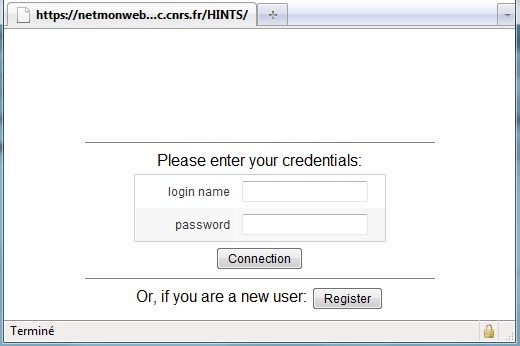 https://netmonweb...c.cnrs.fr/HINTS/
Please enter your credentials:
login name
password
Connection
Or, if you are a new user: Register
Terminé